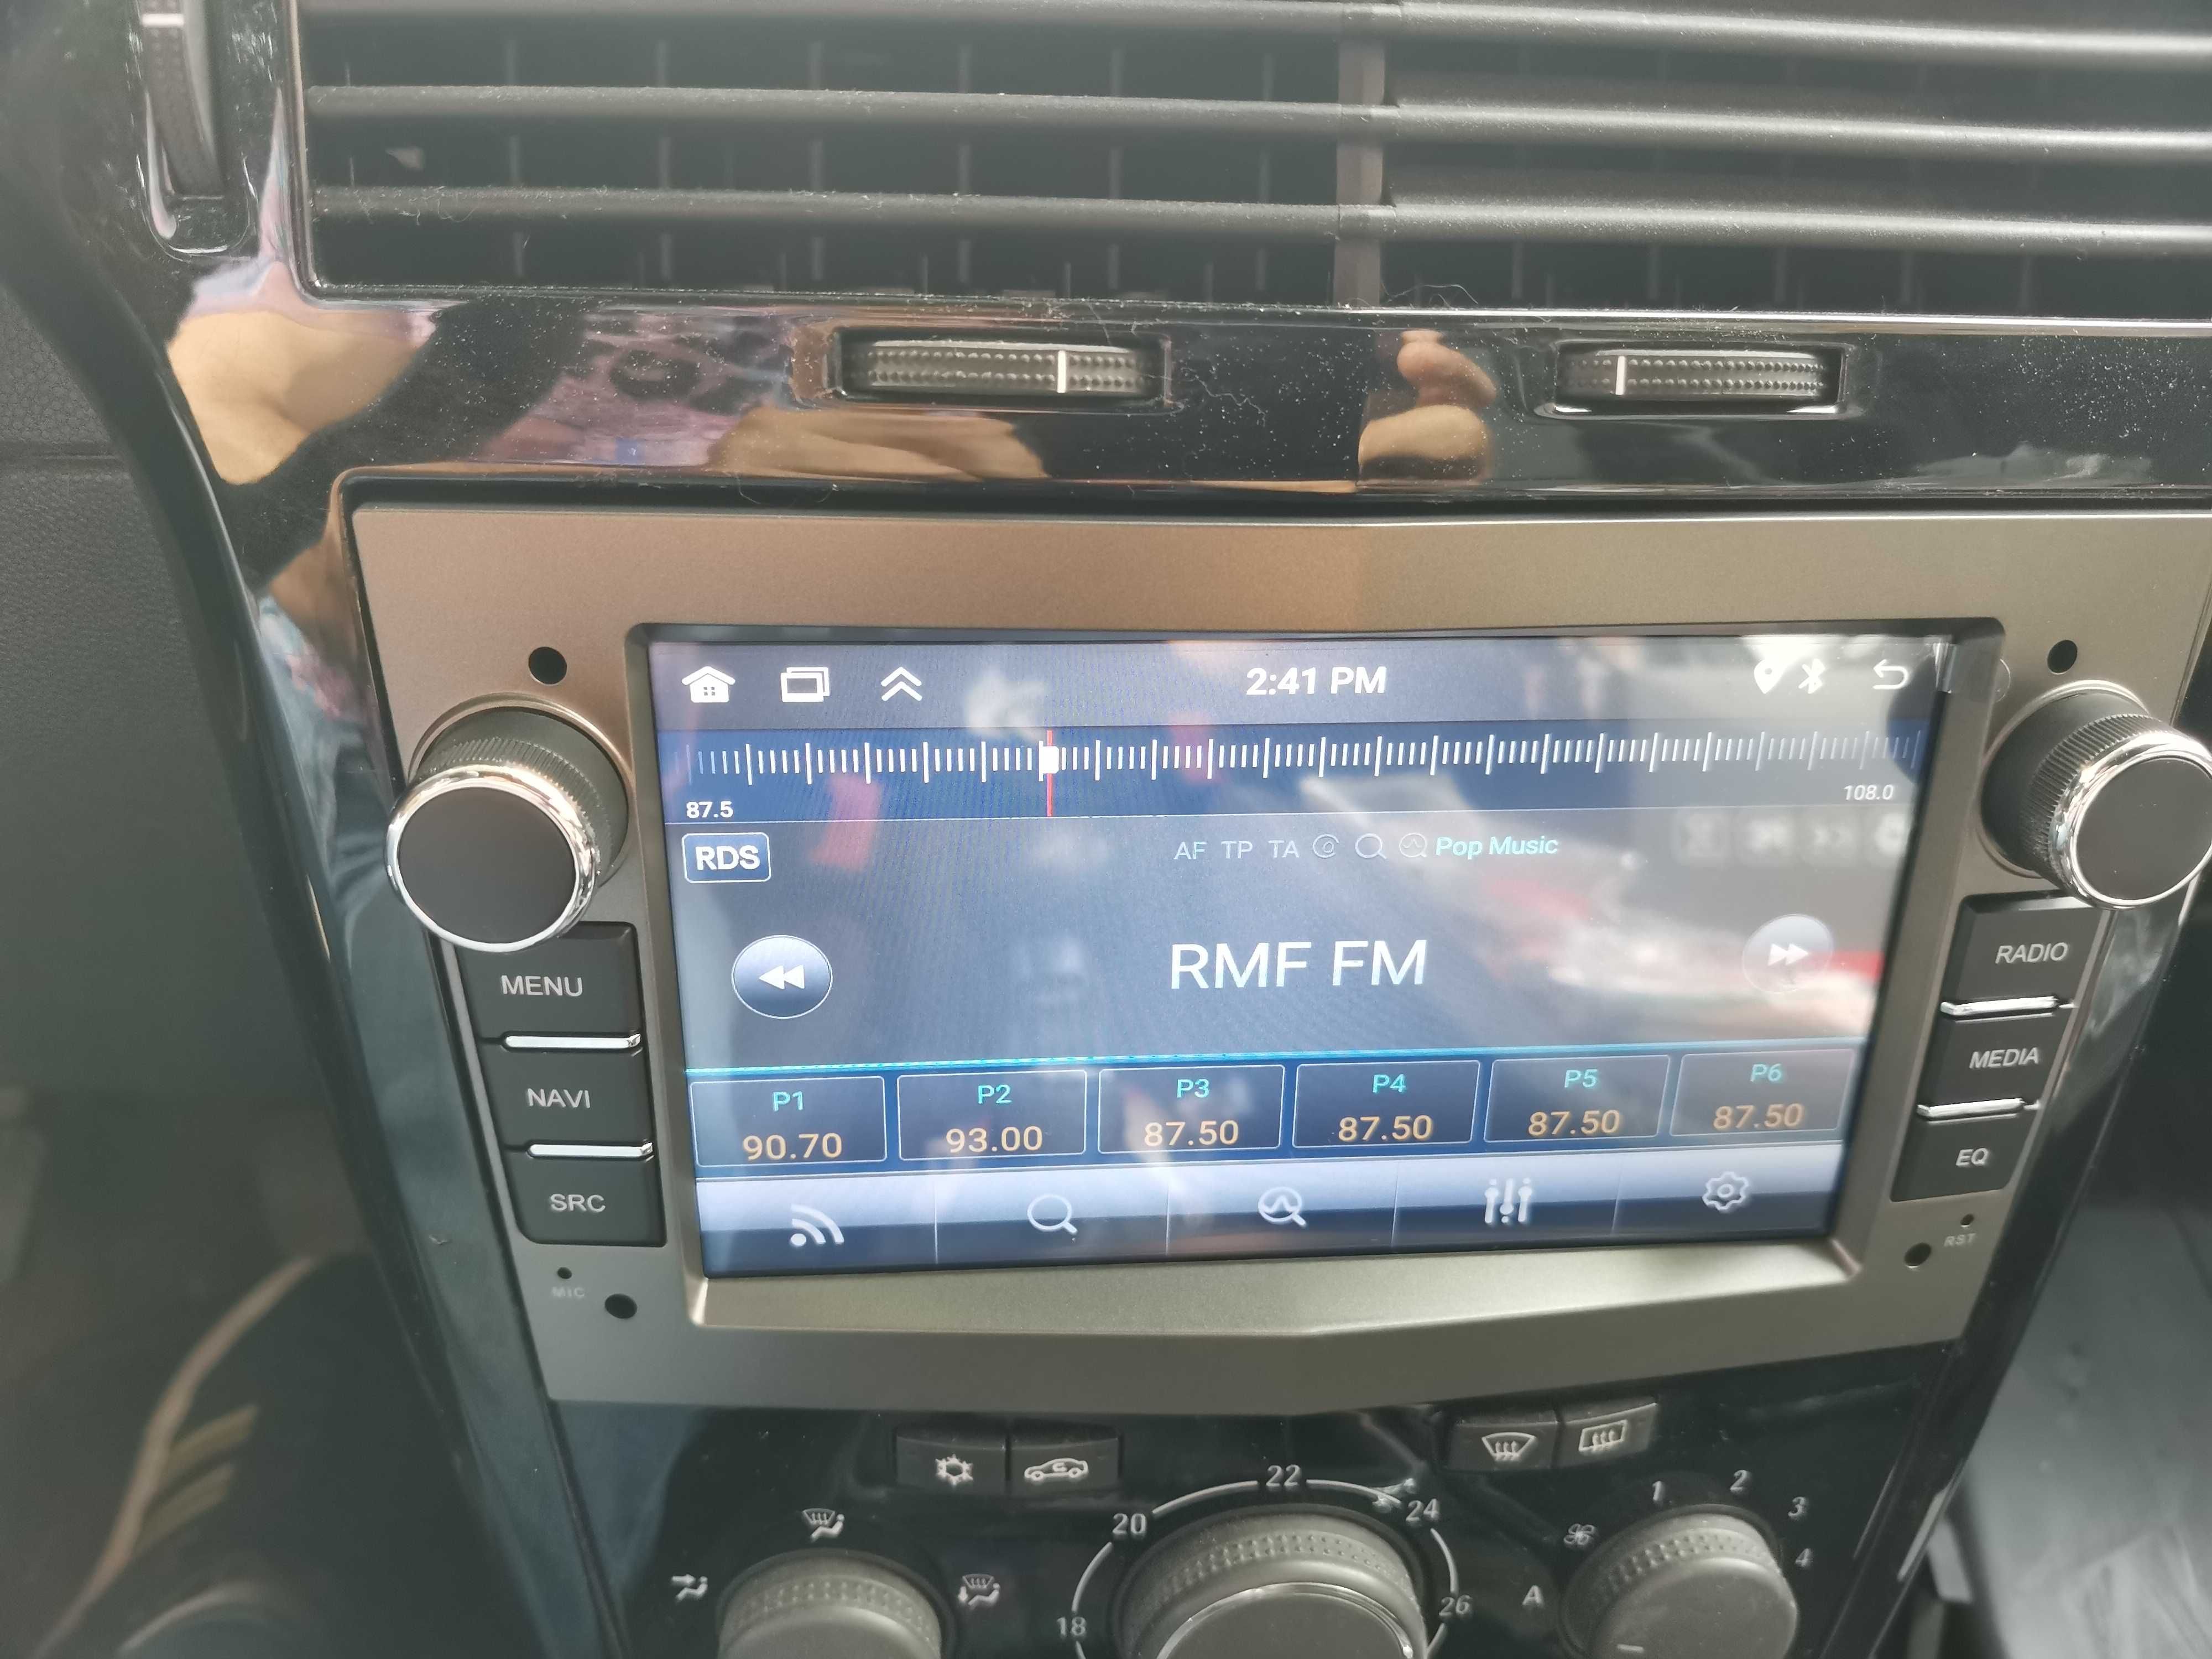 2:41 PM
87.5
108.0
RDS
AF TP TA Pop Music
RMF FM
MENU
NAVI
SRC
MIC
RADIO
MEDIA
EQ
RST
P1 P2 P3 P4 P5 P6
90.70 93.00 87.50 87.50 87.50 87.50
18 20 22 24 26
A 1 2 3 4